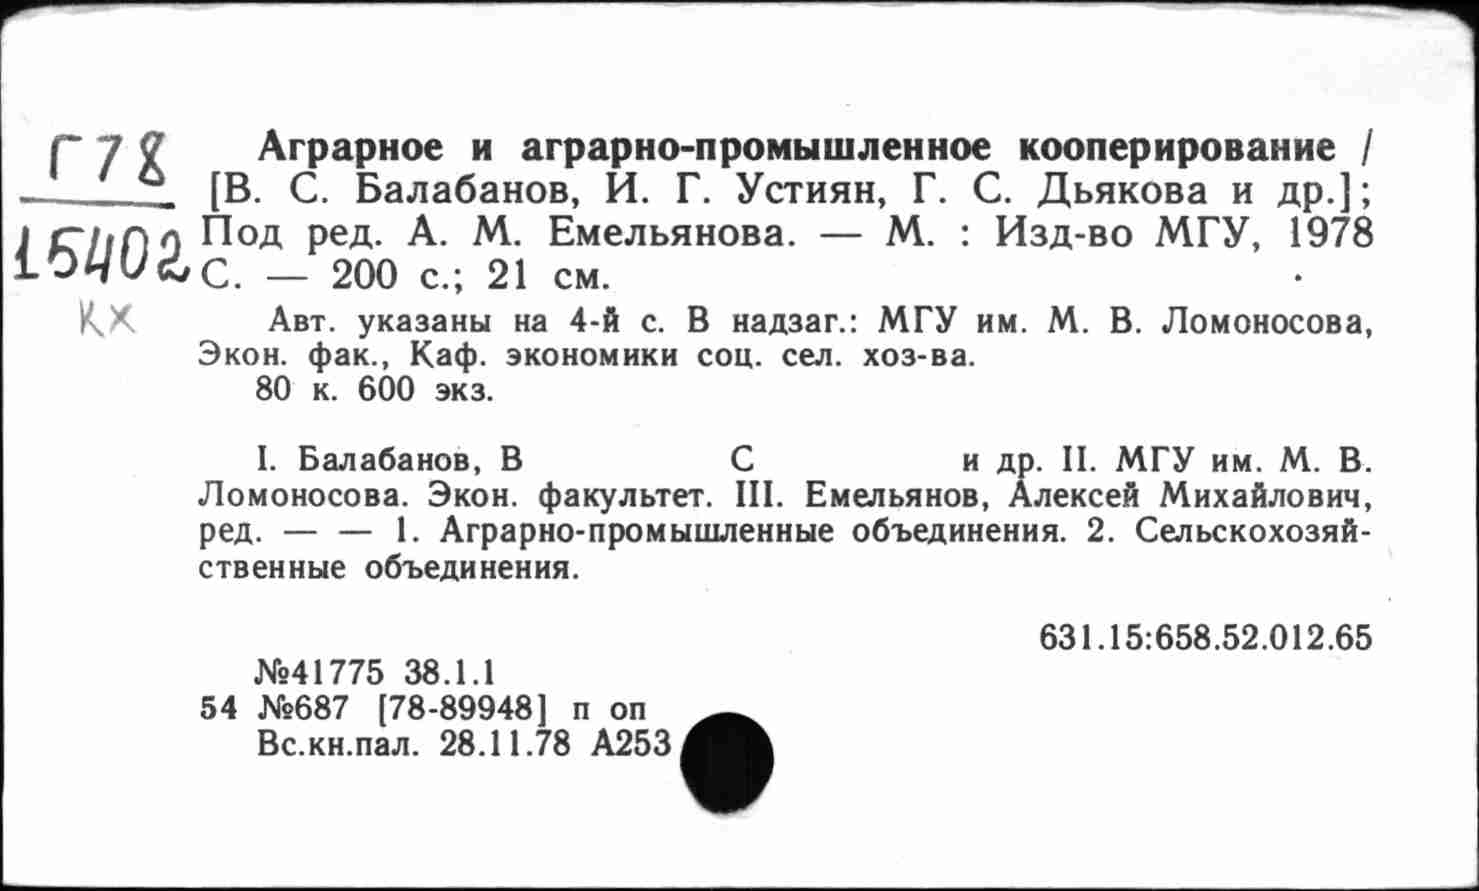 Г78
15402
кх
Аграрное и аграрно-промышленное кооперирование /
[В. С. Балабанов, И. Г. Устиян, Г. С. Дьякова и др.];
Под ред. А. М. Емельянова. — М. : Изд-во МГУ, 1978
С. — 200 с.; 21 см.
Авт. указаны на 4-й с. В надзаг.: МГУ им. М. В. Ломоносова,
Экон. фак., Каф. экономики соц. сел. хоз-ва.
80 к. 600 экз.
I. Балабанов, В С и др. II. МГУ им. М. В.
Ломоносова. Экон. факультет. III. Емельянов, Алексей Михайлович,
ред. — — 1. Аграрно-промышленные объединения. 2. Сельскохозяй-
ственные объединения.
631.15:658.52.012.65
№41775 38.1.1
54 №687 [78-89948] п оп
Вс.кн.пал. 28.11.78 А253